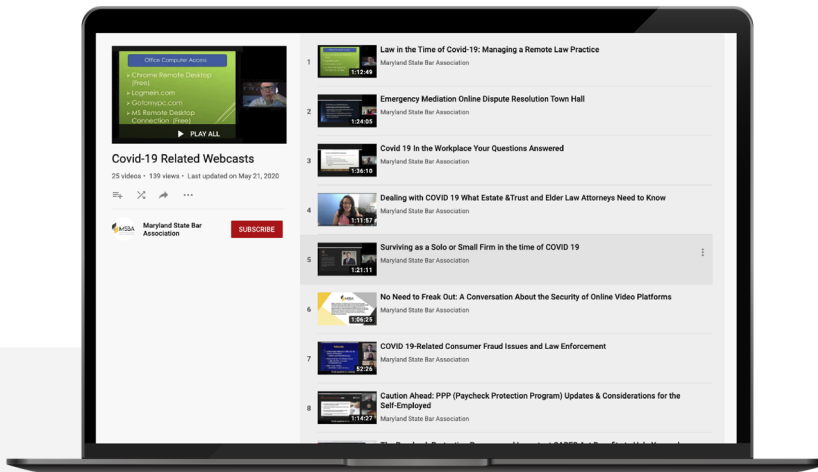 Office Computer Access
> Chrome Remote Desktop
(Free)
> Logmein.com
> Gotomypc.com
> MS Remote Desktop
Connection (Free)
PLAY ALL
Covid-19 Related Webcasts
25 videos • 139 views • Last updated on May 21, 2020
MSBA
Maryland State Bar
Association
SUBSCRIBE
1
1:12:49
Law in the Time of Covid-19: Managing a Remote Law Practice
Maryland State Bar Association
2
1:24:05
Emergency Mediation Online Dispute Resolution Town Hall
Maryland State Bar Association
3
1:36:10
Covid 19 In the Workplace Your Questions Answered
Maryland State Bar Association
4
1:11:57
Dealing with COVID 19 What Estate &Trust and Elder Law Attorneys Need to Know
Maryland State Bar Association
5
1:21:11
Surviving as a Solo or Small Firm in the time of COVID 19
Maryland State Bar Association
6
1:06:25
No Need to Freak Out: A Conversation About the Security of Online Video Platforms
Maryland State Bar Association
7
52:26
COVID 19-Related Consumer Fraud Issues and Law Enforcement
Maryland State Bar Association
8
1:14:27
Caution Ahead: PPP (Paycheck Protection Program) Updates & Considerations for the
Self-Employed
Maryland State Bar Association